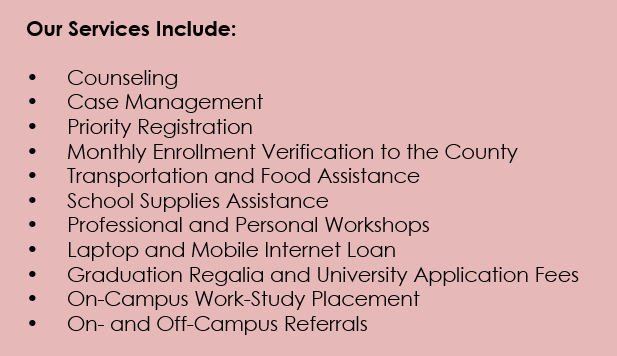 Our Services Include:
• Counseling
• Case Management
• Priority Registration
• Monthly Enrollment Verification to the County
• Transportation and Food Assistance
• School Supplies Assistance
• Professional and Personal Workshops
• Laptop and Mobile Internet Loan
• Graduation Regalia and University Application Fees
• On-Campus Work-Study Placement
• On- and Off-Campus Referrals